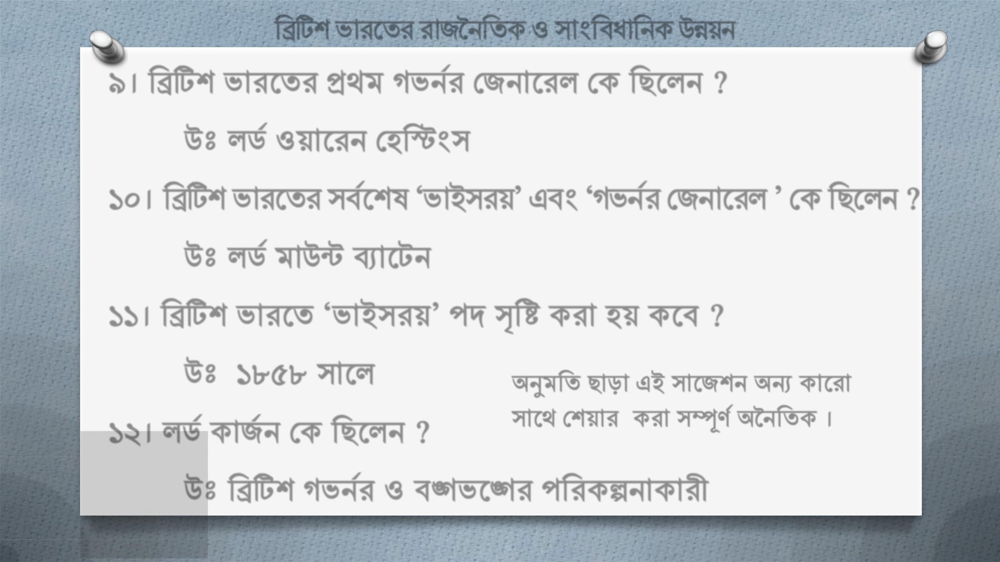 ব্রিটিশ ভারতের রাজনৈতিক ও সাংবিধানিক উন্নয়ন
৯। ব্রিটিশ ভারতের প্রথম গভর্নর জেনারেল কে ছিলেন ?
উঃ লর্ড ওয়ারেন হেস্টিংস
১০। ব্রিটিশ ভারতের সর্বশেষ ‘ভাইসরয়’ এবং ‘গভর্নর জেনারেল ’ কে ছিলেন ?
উঃ লর্ড মাউন্ট ব্যাটেন
১১। ব্রিটিশ ভারতে ‘ভাইসরয়’ পদ সৃষ্টি করা হয় কবে ?
উঃ ১৮৫৮ সালে
১২। লর্ড কার্জন কে ছিলেন ?
উঃ ব্রিটিশ গভর্নর ও বঙ্গভঙ্গের পরিকল্পনাকারী
অনুমতি ছাড়া এই সাজেশন অন্য কারো
সাথে শেয়ার করা সম্পূর্ণ অনৈতিক ।